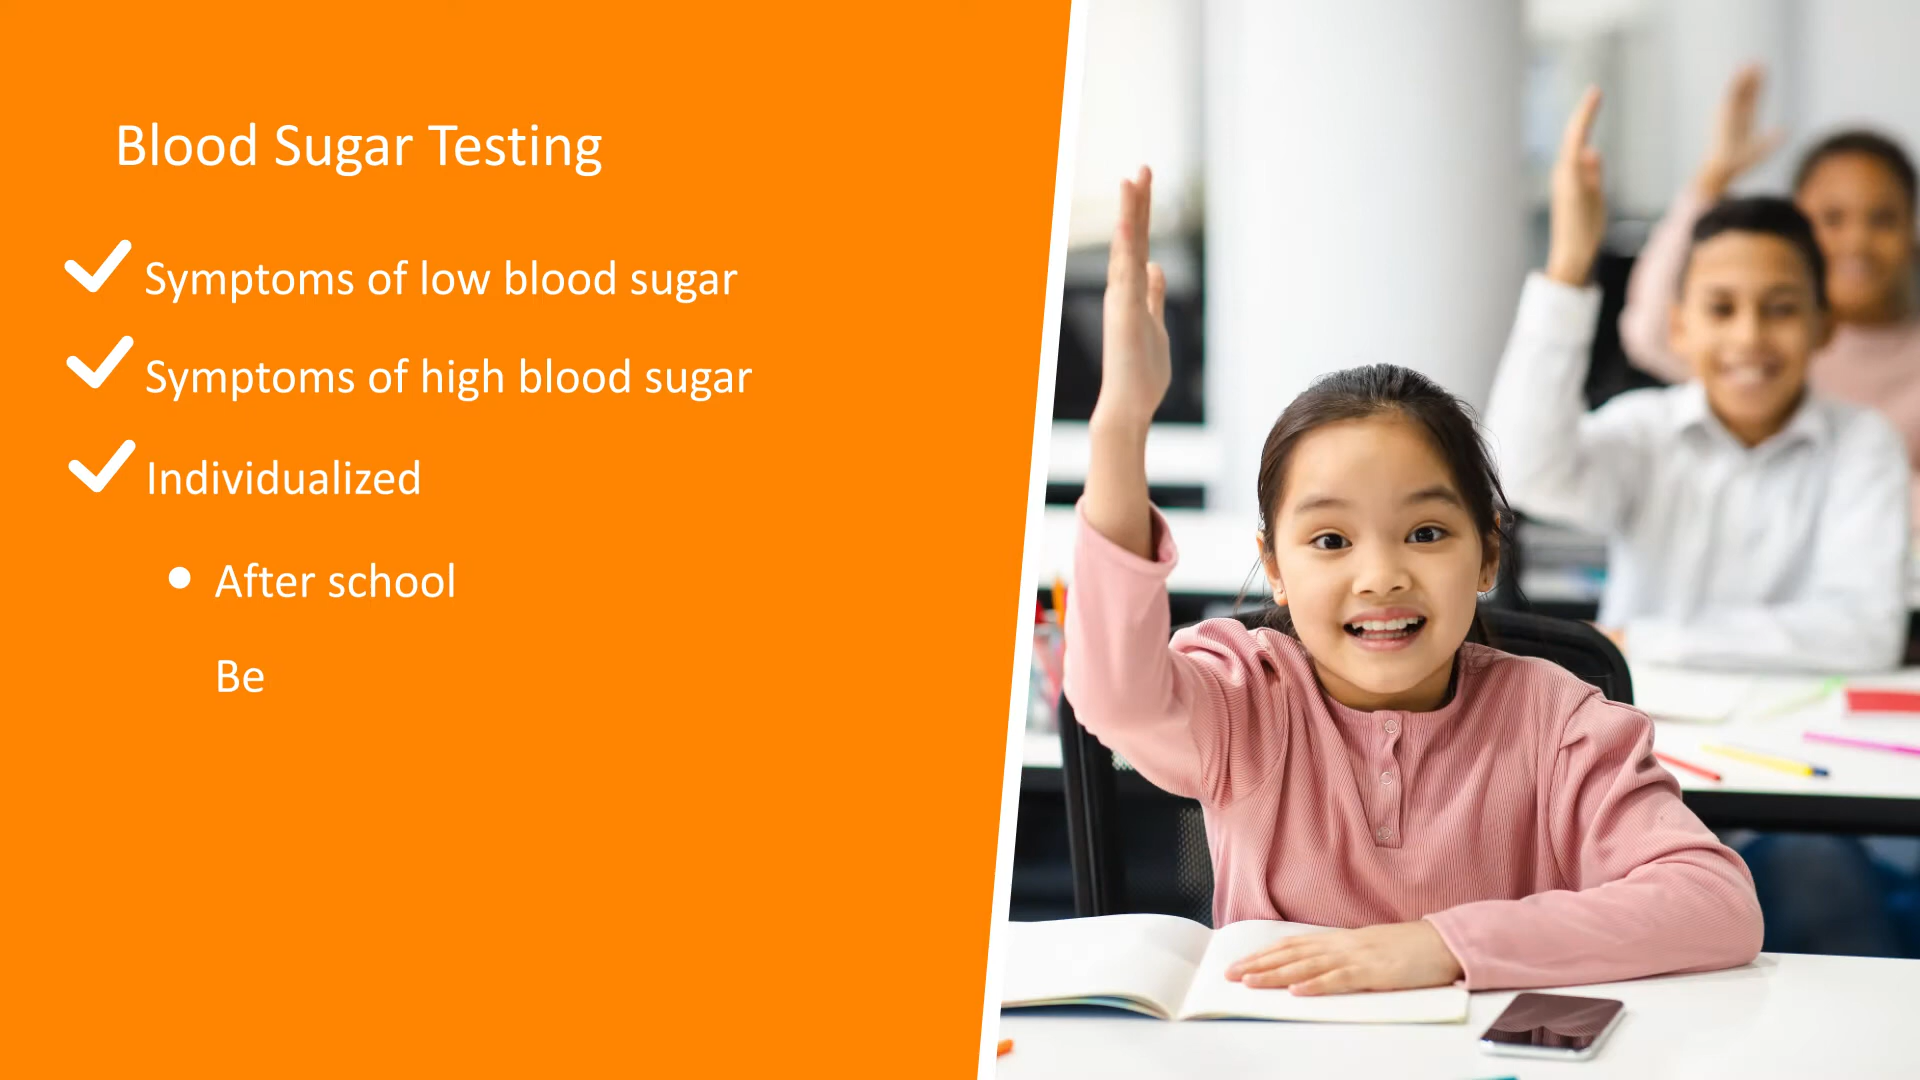 Blood Sugar Testing
Symptoms of low blood sugar
Symptoms of high blood sugar
Individualized
After school
Be